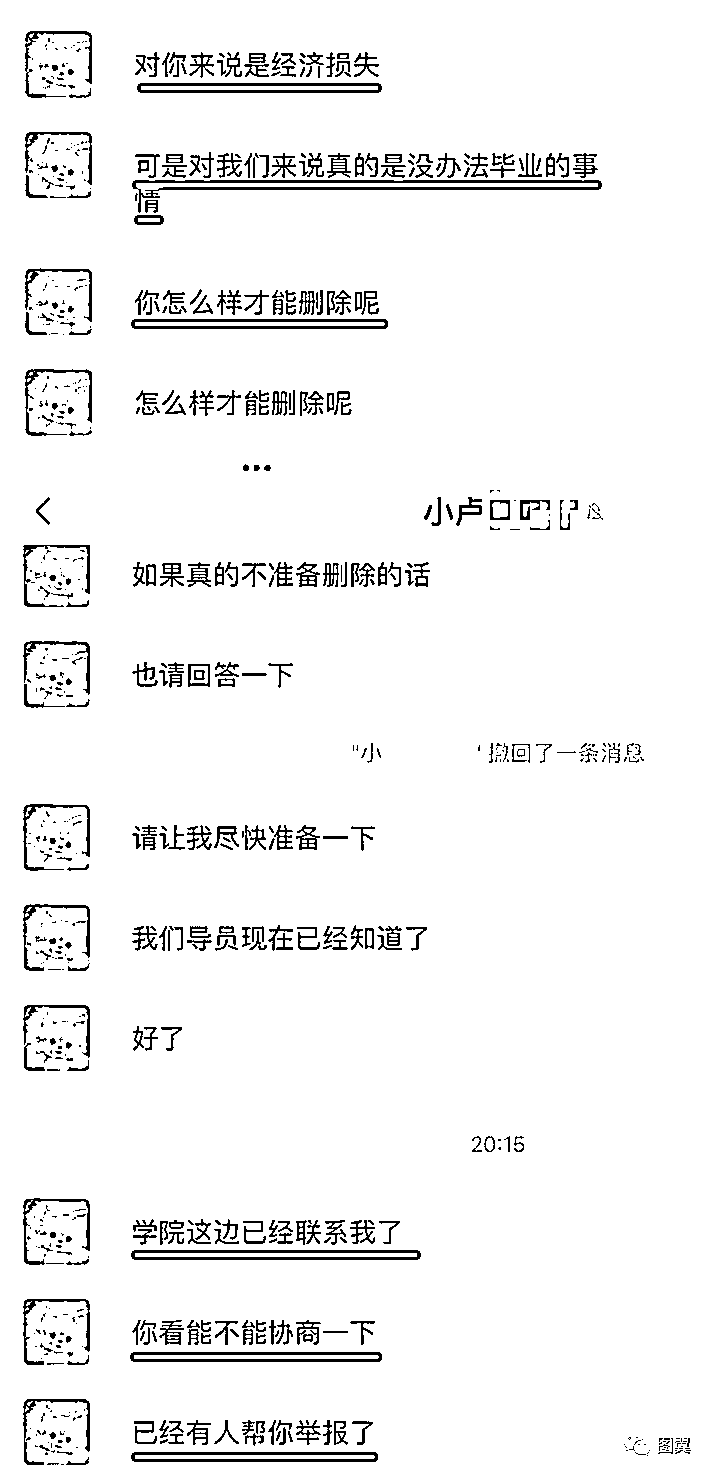 对你来说是经济损失
可是对我们来说真的是没办法毕业的事
情
你怎么样才能删除呢
怎么样才能删除呢
•••
小卢
如果真的不准备删除的话
也请回答一下
"小 "撤回了一条消息
请让我尽快准备一下
我们导员现在已经知道了
好了
20:15
学院这边已经联系我了
你看能不能协商一下
已经有人帮你举报了
图翼